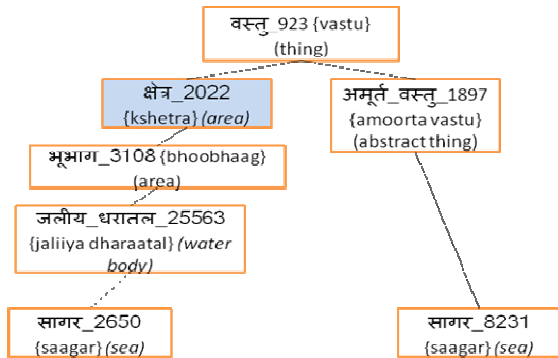 वस्तु_923 {vastu}
(thing)
क्षेत्र_2022
{kshetra} (area)
अमूर्त_वस्तु_1897
{amoorta vastu}
(abstract thing)
भूभाग_3108 {bhoobhaag}
(area)
जलीय_धरातल_25563
{jaliiya dharaatal} (water
body)
सागर_2650
{saagar} (sea)
सागर_8231
{saagar} (sea)